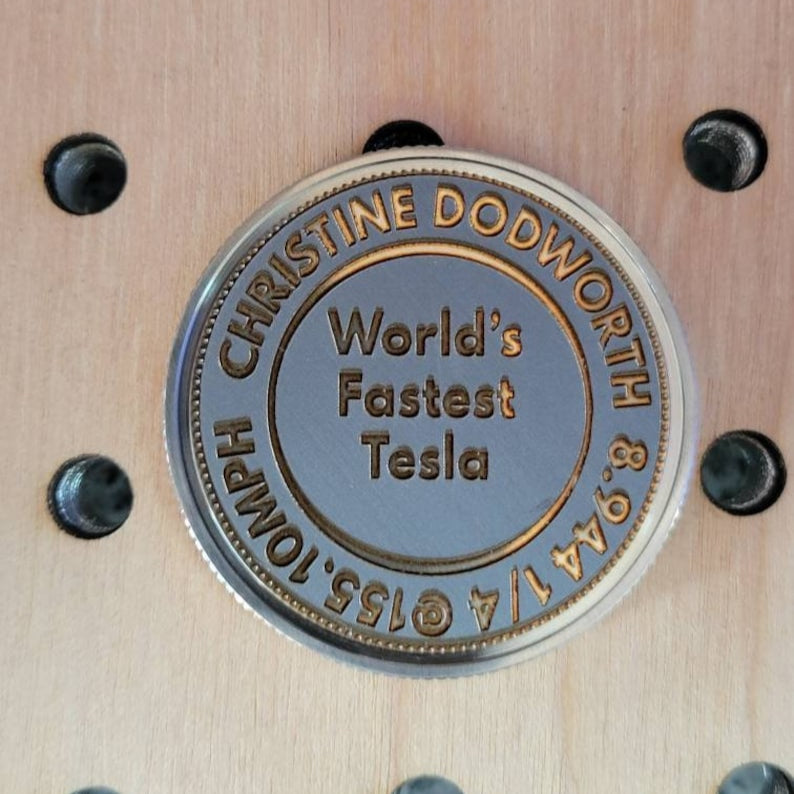 CHRISTINE DODWORTH 8.944 1/4 @155.10MPH
World's
Fastest
Tesla